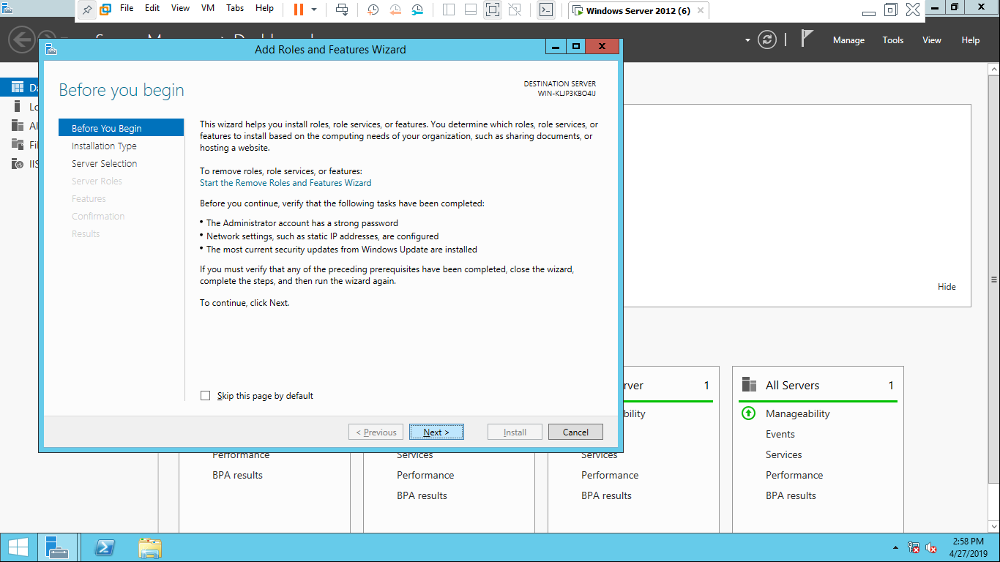 File Edit View VM Tabs Help
Windows Server 2012 (6)
Manage Tools View Help
Add Roles and Features Wizard
Before you begin
DESTINATION SERVER
WIN-KLJP3KBO4IJ
Before You Begin
Installation Type
Server Selection
Server Roles
Features
Confirmation
Results
This wizard helps you install roles, role services, or features. You determine which roles, role services, or
features to install based on the computing needs of your organization, such as sharing documents, or
hosting a website.
To remove roles, role services, or features:
Start the Remove Roles and Features Wizard
Before you continue, verify that the following tasks have been completed:
• The Administrator account has a strong password
• Network settings, such as static IP addresses, are configured
• The most current security updates from Windows Update are installed
If you must verify that any of the preceding prerequisites have been completed, close the wizard,
complete the steps, and then run the wizard again.
To continue, click Next.
Skip this page by default
< Previous Next > Install Cancel
Hide
rver 1
bility
All Servers 1
Manageability
Events
Services
Performance
BPA results
Performance
BPA results
Services
Performance
BPA results
Services
Performance
BPA results
2:58 PM
4/27/2019